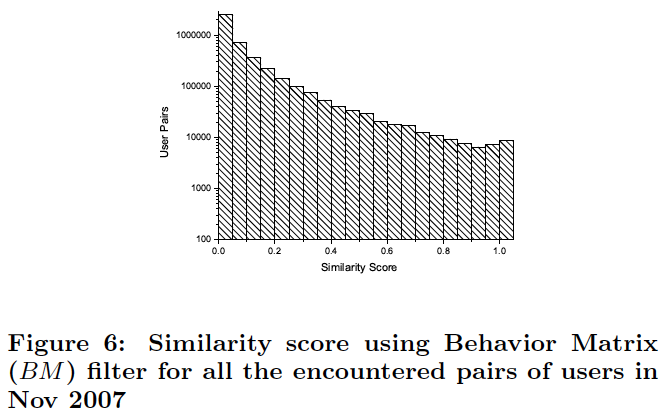 1000000
100000
10000
1000
100
User Pairs
0.0 0.2 0.4 0.6 0.8 1.0
Similarity Score
Figure 6: Similarity score using Behavior Matrix
(BM) filter for all the encountered pairs of users in
Nov 2007